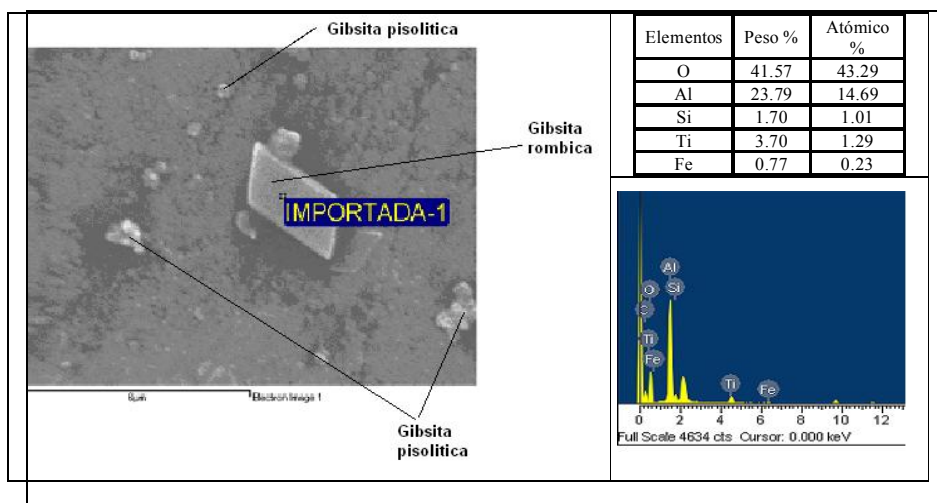 Gibsita pisolitica
Gibsita
rombica
IMPORTADA-1
6µm
Electron Image 1
Gibsita
pisolitica
Elementos Peso % Atómico
%
O 41.57 43.29
Al 23.79 14.69
Si 1.70 1.01
Ti 3.70 1.29
Fe 0.77 0.23
Al
O
Si
C
Ti
Fe
Ti
Fe
0 2 4 6 8 10 12
Full Scale 4634 cts Cursor: 0.000 keV